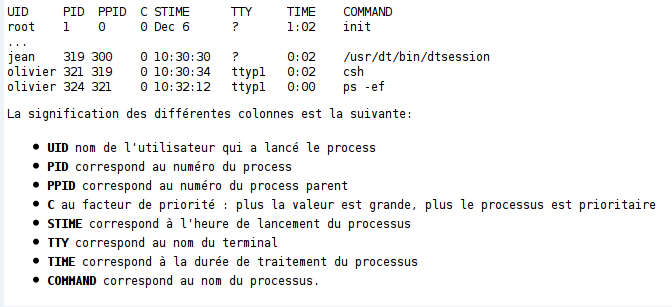 UID PID PPID C STIME TTY TIME COMMAND
root 1 0 0 Dec 6 ? 1:02 init
...
jean 319 300 0 10:30:30 ? 0:02 /usr/dt/bin/dtsession
olivier 321 319 0 10:30:34 ttyp1 0:02 csh
olivier 324 321 0 10:32:12 ttyp1 0:00 ps -ef
La signification des différentes colonnes est la suivante:
• UID nom de l'utilisateur qui a lancé le process
• PID correspond au numéro du process
• PPID correspond au numéro du process parent
• C au facteur de priorité : plus la valeur est grande, plus le processus est prioritaire
• STIME correspond à l'heure de lancement du processus
• TTY correspond au nom du terminal
• TIME correspond à la durée de traitement du processus
• COMMAND correspond au nom du processus.